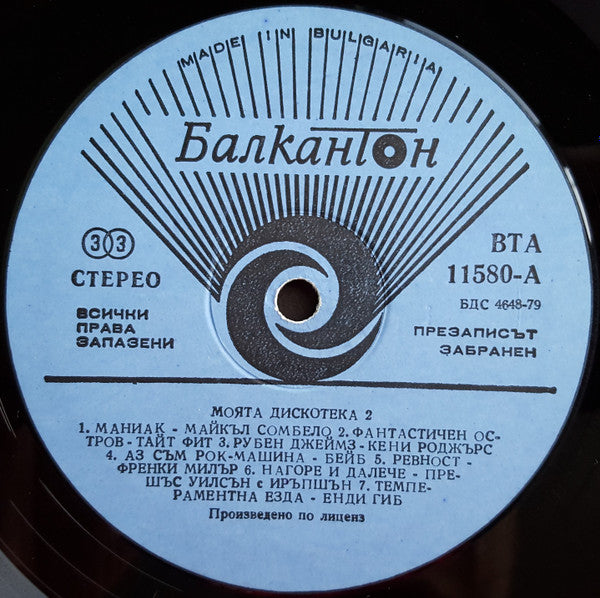 MADE IN BULGARIA
Балкантон
33
СТЕРЕО
ВСИЧКИ
ПРАВА
ЗАПАЗЕНИ
ВТА
11580-А
БДС 4648-79
ПРЕЗАПИСЪТ
ЗАБРАНЕН
МОЯТА ДИСКОТЕКА 2
1. МАНИАК - МАЙКЪЛ СОМБЕЛО 2. ФАНТАСТИЧЕН ОС-
ТРОВ - ТАЙТ ФИТ 3. РУБЕН ДЖЕЙМЗ - КЕНИ РОДЖЪРС
4. АЗ СЪМ РОК-МАШИНА - БЕЙБ 5. РЕВНОСТ -
ФРЕНКИ МИЛЪР 6. НАГОРЕ И ДАЛЕЧЕ - ПРЕ-
ШЪС УИЛСЪН с ИРЪПШЪН 7. ТЕМПЕ-
РАМЕНТНА ЕЗДА - ЕНДИ ГИБ
Произведено по лиценз